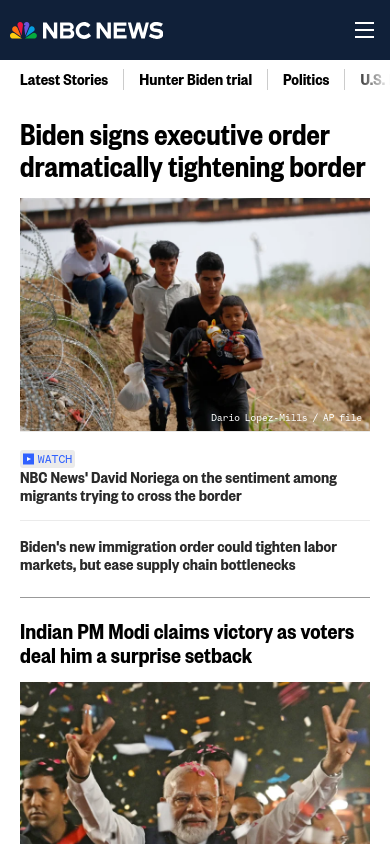 NBC NEWS
Latest Stories
Hunter Biden trial
Politics
U.S.
Biden signs executive order
dramatically tightening border
Dario Lopez-Mills / AP file
WATCH
NBC News' David Noriega on the sentiment among
migrants trying to cross the border
Biden's new immigration order could tighten labor
markets, but ease supply chain bottlenecks
Indian PM Modi claims victory as voters
deal him a surprise setback